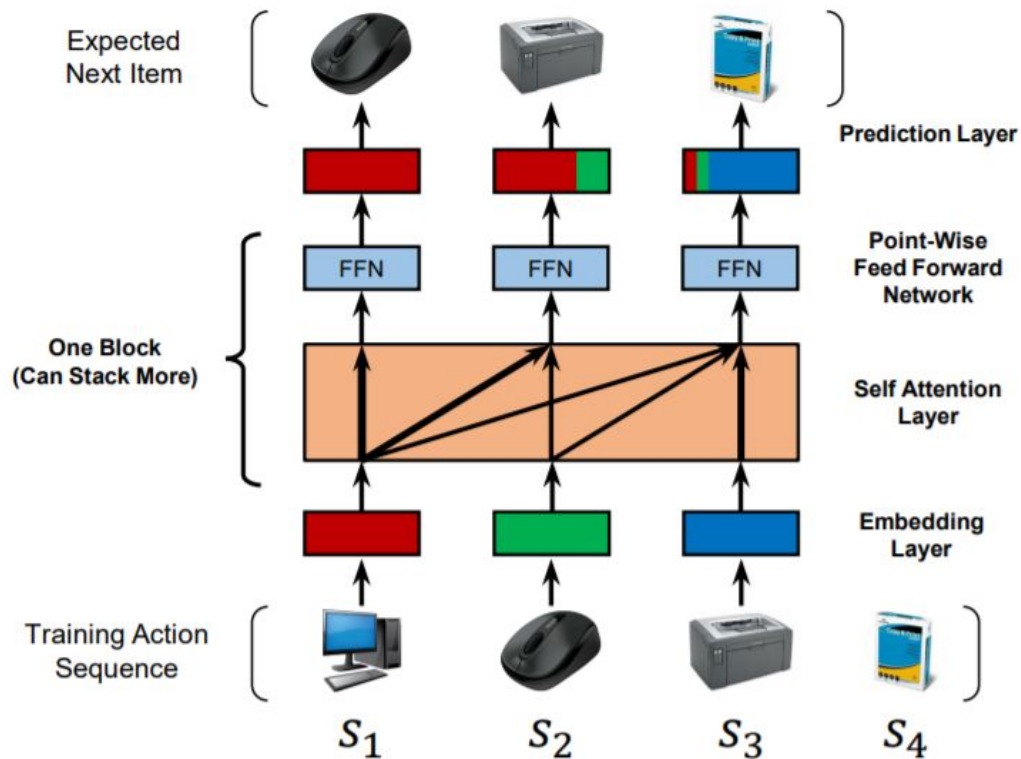 Expected
Next Item
Prediction Layer
FFN
FFN
FFN
Point-Wise
Feed Forward
Network
One Block
(Can Stack More)
Self Attention
Layer
Embedding
Layer
Training Action
Sequence
S1
S2
S3
S4